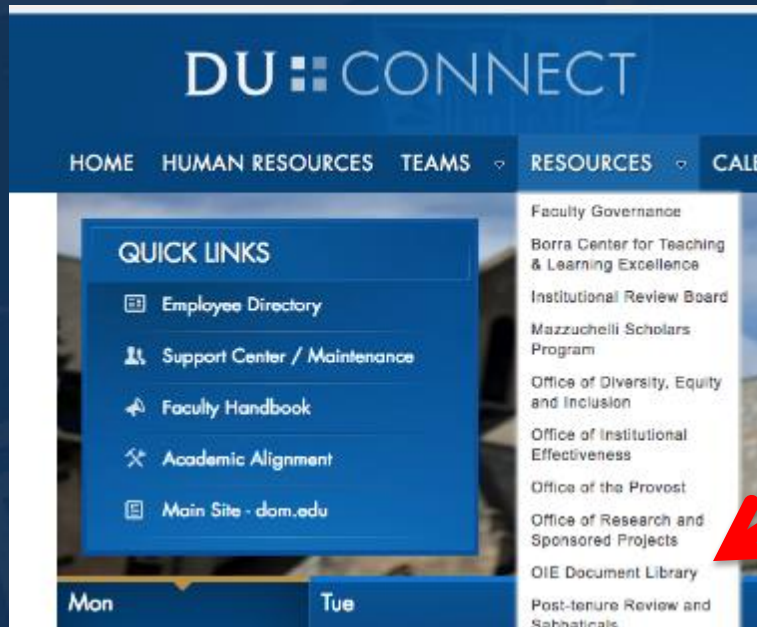 DU CONNECT
HOME HUMAN RESOURCES TEAMS RESOURCES CALE
QUICK LINKS
Employee Directory
Support Center / Maintenance
Faculty Handbook
Academic Alignment
Main Site - dom.edu
Faculty Governance
Borra Center for Teaching
& Learning Excellence
Institutional Review Board
Mazzuchelli Scholars
Program
Office of Diversity, Equity
and Inclusion
Office of Institutional
Effectiveness
Office of the Provost
Office of Research and
Sponsored Projects
OIE Document Library
Post-tenure Review and
Sabbaticals
Mon Tue